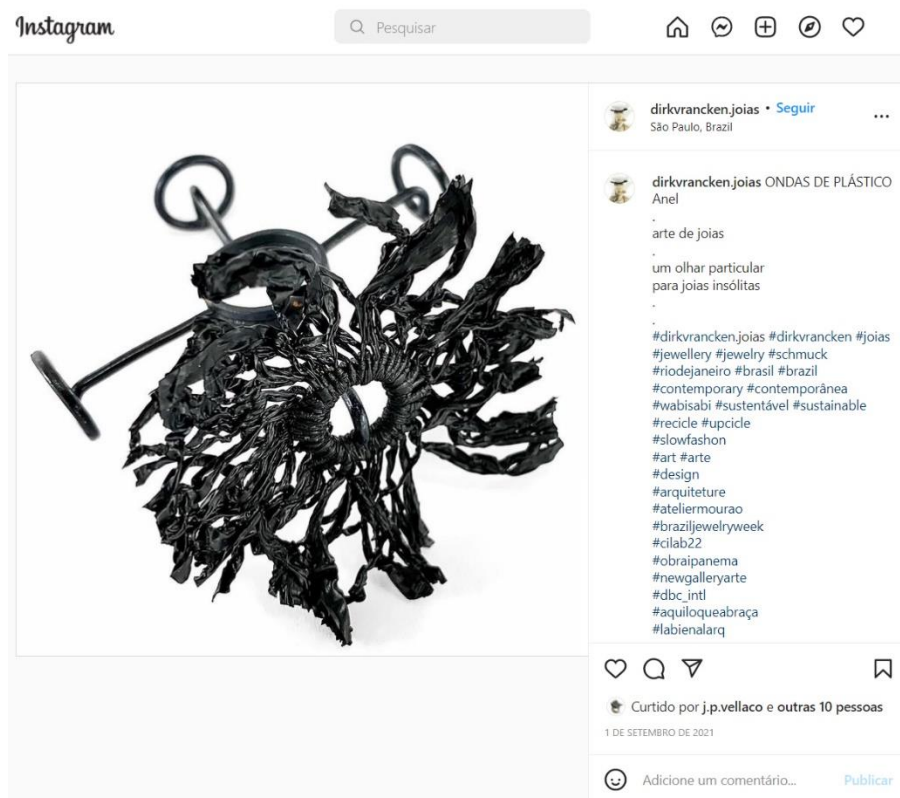 Instagram
Pesquisar
dirkvrancken.joias • Seguir
São Paulo, Brazil
dirkvrancken.joias ONDAS DE PLÁSTICO
Anel
.
arte de joias
.
um olhar particular
para joias insólitas
.
.
#dirkvrancken.joias #dirkvrancken #joias
#jewellery #jewelry #schmuck
#riodejaneiro #brasil #brazil
#contemporary #contemporânea
#wabisabi #sustentável #sustainable
#recicle #upcicle
#slowfashon
#art #arte
#design
#arquiteture
#ateliermourao
#braziljewelryweek
#cilab22
#obraipanema
#newgalleryarte
#dbc_intl
#aquiloqueabraça
#labienalarq
Curtido por j.p.vellaco e outras 10 pessoas
1 DE SETEMBRO DE 2021
Adicione um comentário... Publicar